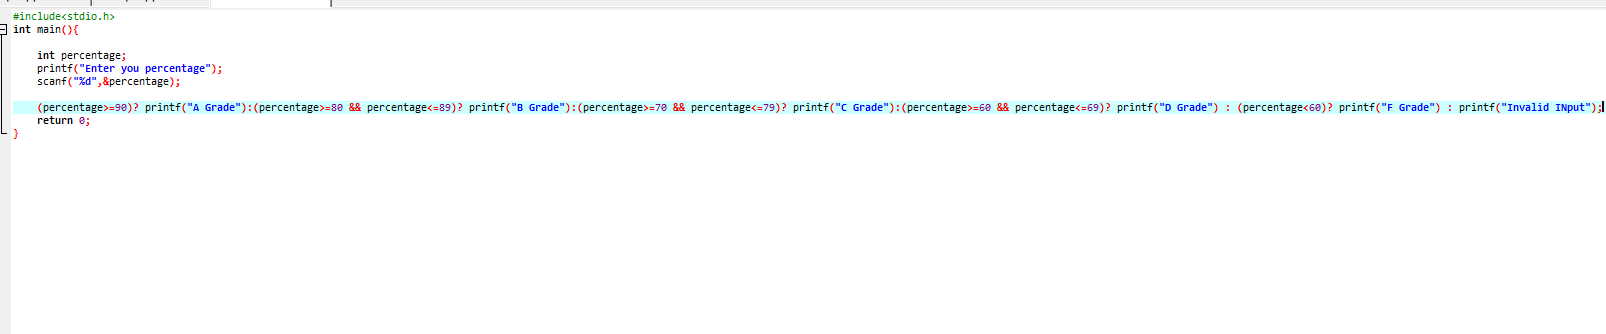 #include<stdio.h>
int main(){
int percentage;
printf("Enter you percentage");
scanf("%d",&percentage);
(percentage>=90)? printf("A Grade"):(percentage>=80 && percentage<=89)? printf("B Grade"):(percentage>=70 && percentage<=79)? printf("C Grade"):(percentage>=60 && percentage<=69)? printf("D Grade") : (percentage<60)? printf("F Grade") : printf("Invalid INput");
return 0;
}